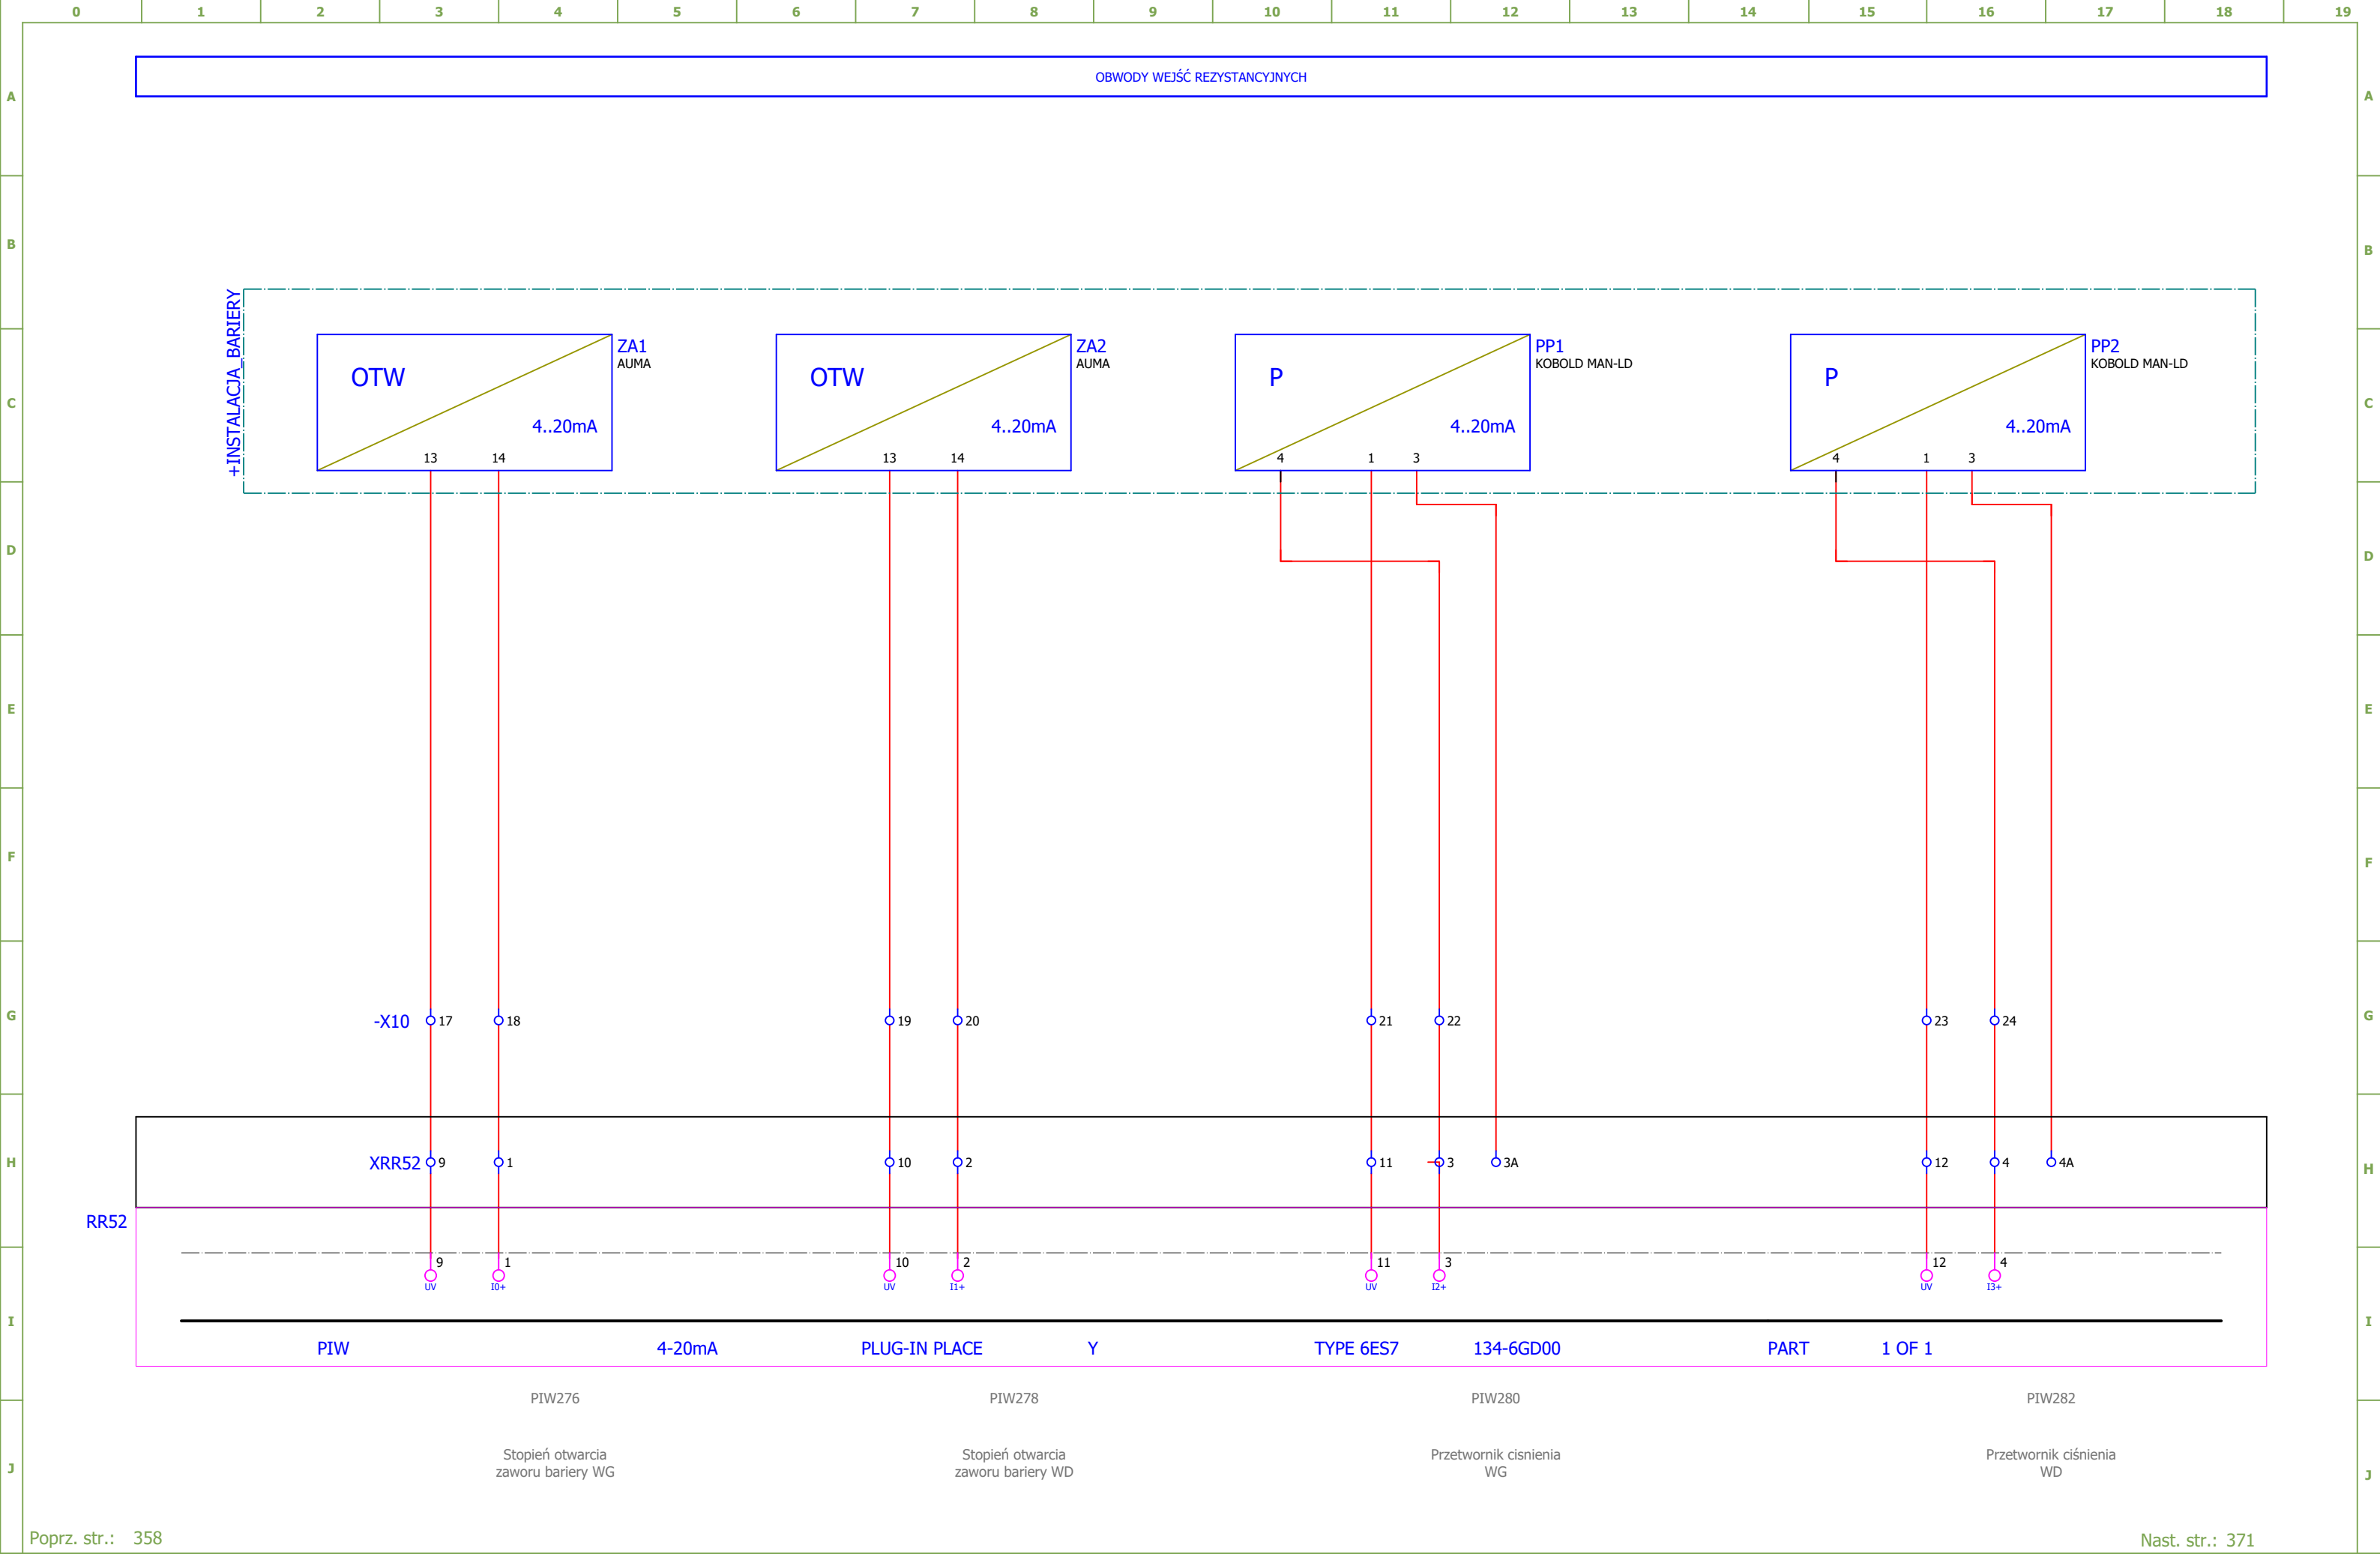 0 1 2 3 4 5 6 7 8 9 10 11 12 13 14 15 16 17 18 19
OBWODY WEJŚĆ REZYSTANCYJNYCH
A A
B B
+INSTALACJA_BARIERY
ZA1 ZA2 PP1 PP2
AUMA AUMA KOBOLD MAN-LD KOBOLD MAN-LD
OTW OTW P P
C C
4..20mA 4..20mA 4..20mA 4..20mA
13 14 13 14 4 1 3 4 1 3
D D
E E
F F
G G
-X10 17 18 19 20 21 22 23 24
H H
XRR52 9 1 10 2 11 3 3A 12 4 4A
RR52
9 1 10 2 11 3 12 4
UV I0+ UV I1+ UV I2+ UV I3+
I I
PIW 4-20mA PLUG-IN PLACE Y TYPE 6ES7 134-6GD00 PART 1 OF 1
PIW276 PIW278 PIW280 PIW282
Stopień otwarcia Stopień otwarcia Przetwornik cisnienia Przetwornik ciśnienia
zaworu bariery WG zaworu bariery WD WG WD
J J
Poprz. str.: 358 Nast. str.: 371